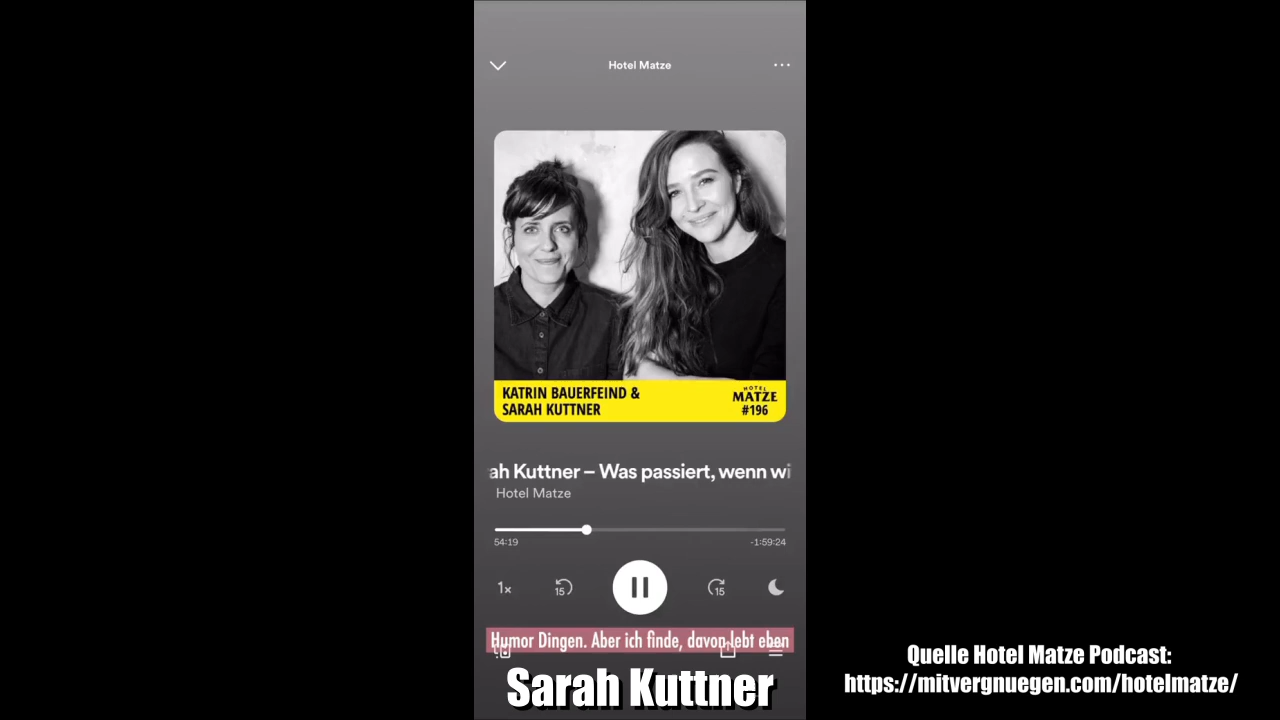 Hotel Matze
KATRIN BAUERFEIND &
SARAH KUTTNER
HOTEL
MATZE
#196
ah Kuttner – Was passiert, wenn wi
Hotel Matze
54:19
-1:59:24
1x
15
15
Humor Dingen. Aber ich finde, davon lebt eben
Sarah Kuttner
Quelle Hotel Matze Podcast:
https://mitvergnuegen.com/hotelmatze/